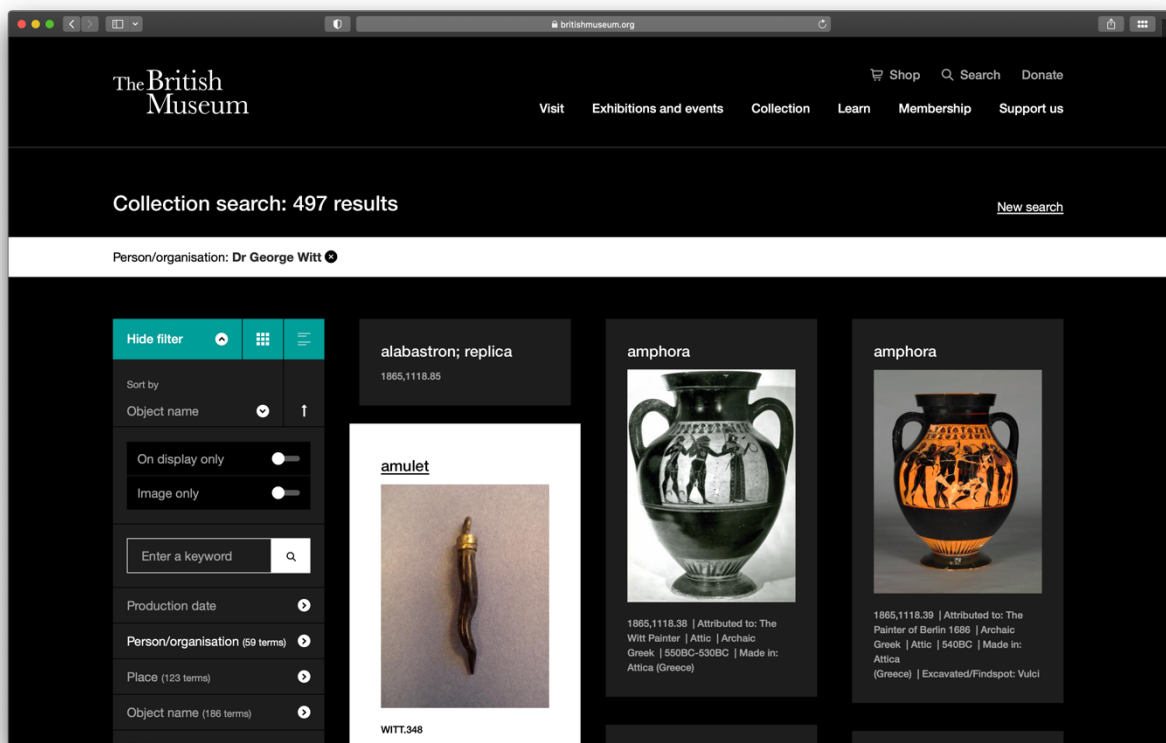 britishmuseum.org
The British
Museum
Shop Search Donate
Visit Exhibitions and events Collection Learn Membership Support us
Collection search: 497 results
New search
Person/organisation: Dr George Witt
Hide filter
Sort by
Object name
On display only
Image only
Enter a keyword
Production date
Person/organisation (59 terms)
Place (123 terms)
Object name (186 terms)
alabastron; replica
1865,1118.85
amulet
WITT.348
amphora
1865,1118.38 | Attributed to: The
Witt Painter | Attic | Archaic
Greek | 550BC-530BC | Made in:
Attica (Greece)
amphora
1865,1118.39 | Attributed to: The
Painter of Berlin 1686 | Archaic
Greek | Attic | 540BC | Made in:
Attica
(Greece) | Excavated/Findspot: Vulci